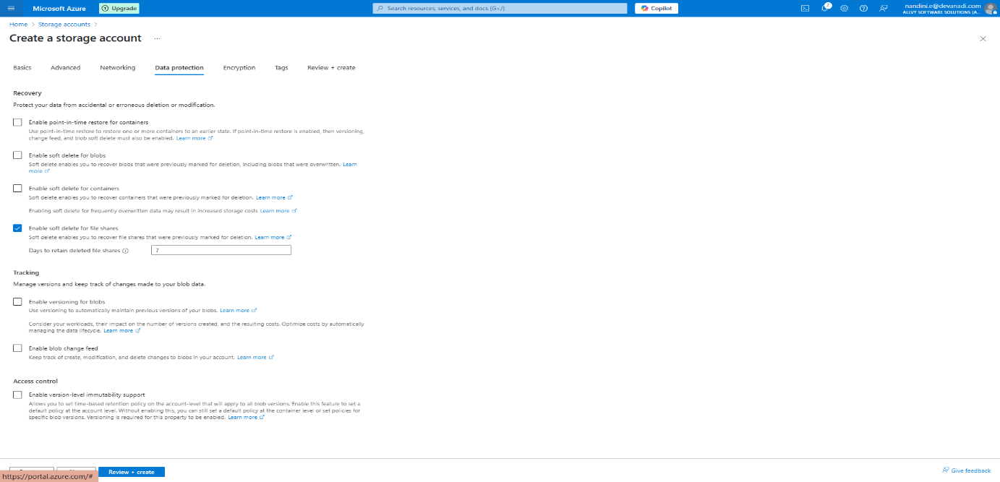 Microsoft Azure
Upgrade
Search resources, services, and docs (G+/)
Copilot
2
nandini.e@devanadi.com
ALLVY SOFTWARE SOLUTIONS (A...
Home > Storage accounts >
Create a storage account ...
Basics Advanced Networking Data protection Encryption Tags Review + create
Recovery
Protect your data from accidental or erroneous deletion or modification.
Enable point-in-time restore for containers
Use point-in-time restore to restore one or more containers to an earlier state. If point-in-time restore is enabled, then versioning,
change feed, and blob soft delete must also be enabled. Learn more
Enable soft delete for blobs
Soft delete enables you to recover blobs that were previously marked for deletion, including blobs that were overwritten. Learn
more
Enable soft delete for containers
Soft delete enables you to recover containers that were previously marked for deletion. Learn more
Enabling soft delete for frequently overwritten data may result in increased storage costs Learn more
Enable soft delete for file shares
Soft delete enables you to recover file shares that were previously marked for deletion. Learn more
Days to retain deleted file shares 7
Tracking
Manage versions and keep track of changes made to your blob data.
Enable versioning for blobs
Use versioning to automatically maintain previous versions of your blobs. Learn more
Consider your workloads, their impact on the number of versions created, and the resulting costs. Optimize costs by automatically
managing the data lifecycle. Learn more
Enable blob change feed
Keep track of create, modification, and delete changes to blobs in your account. Learn more
Access control
Enable version-level immutability support
Allows you to set time-based retention policy on the account-level that will apply to all blob versions. Enable this feature to set a
default policy at the account level. Without enabling this, you can still set a default policy at the container level or set policies for
specific blob versions. Versioning is required for this property to be enabled. Learn more
Review + create
Give feedback
https://portal.azure.com/#